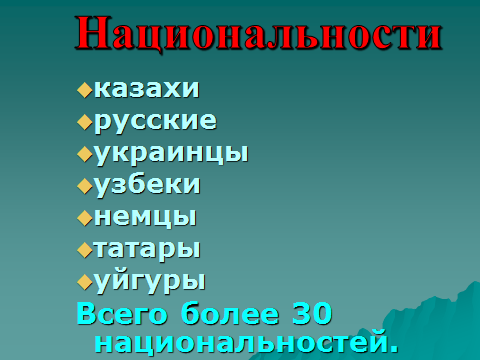 Национальности
казахи
русские
украинцы
узбеки
немцы
татары
уйгуры
Всего более 30
национальностей.